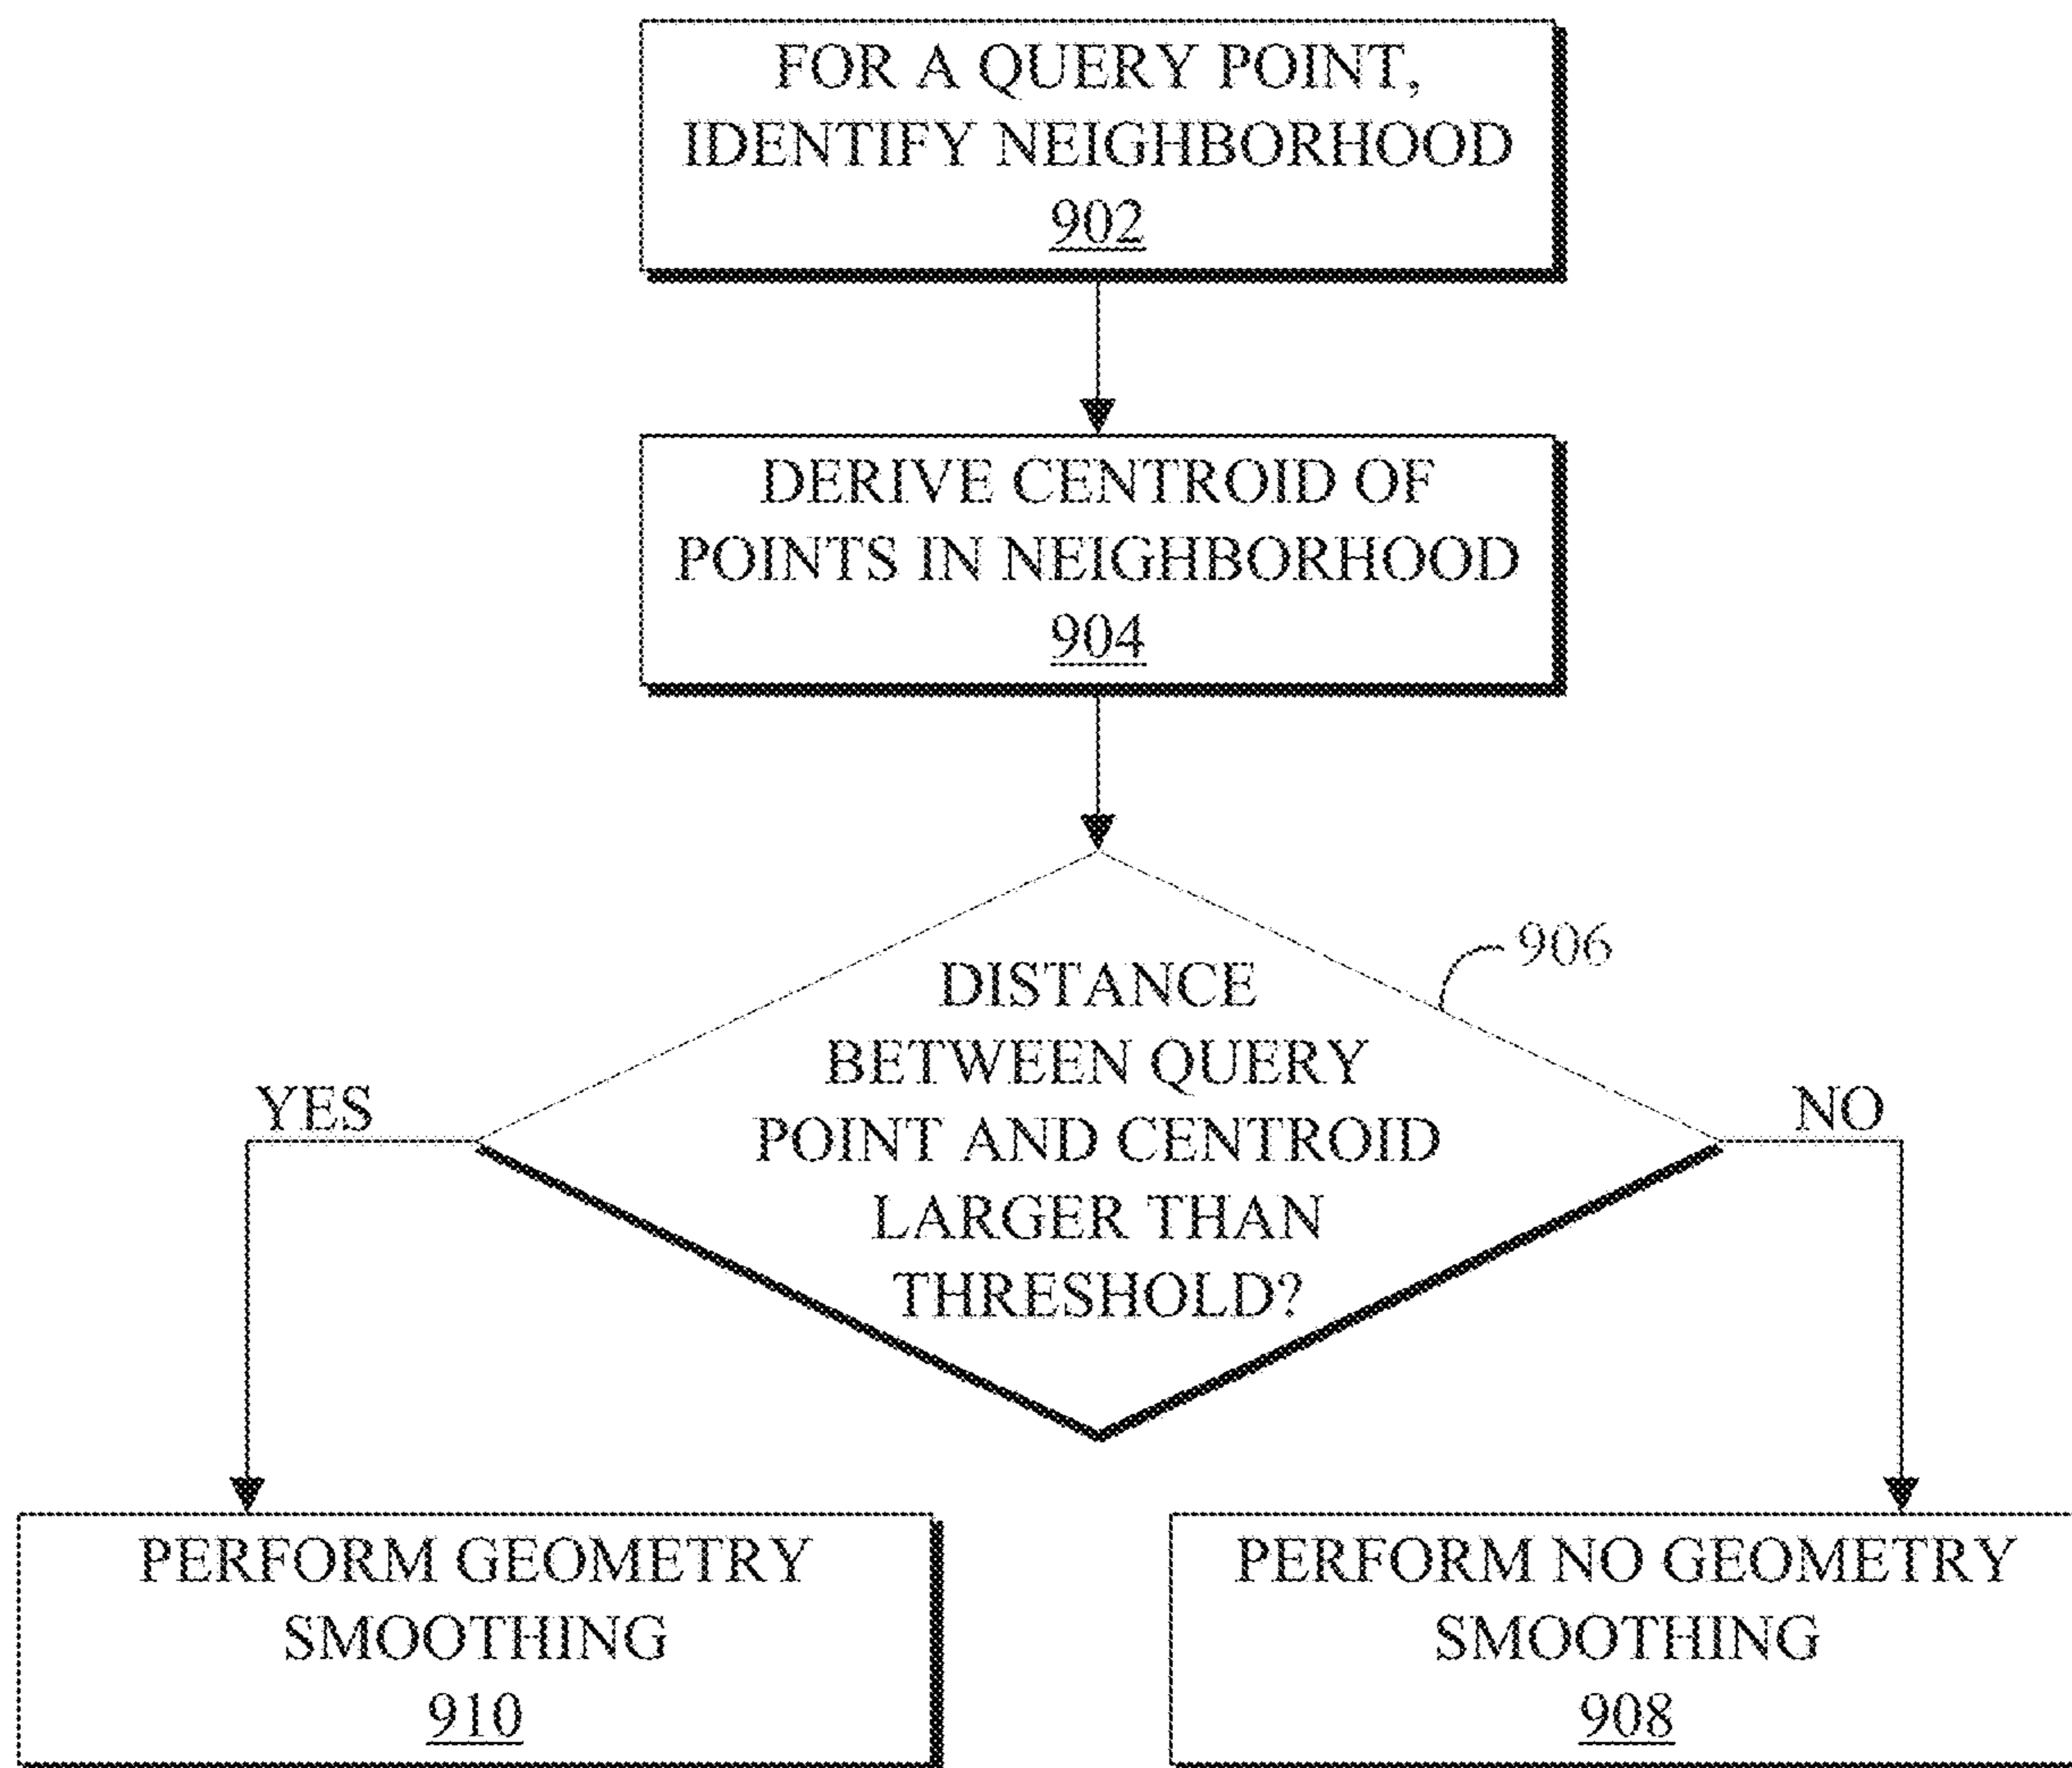 FOR A QUERY POINT,
IDENTIFY NEIGHBORHOOD
902
DERIVE CENTROID OF
POINTS IN NEIGHBORHOOD
904
906
DISTANCE
BETWEEN QUERY
POINT AND CENTROID
LARGER THAN
THRESHOLD?
YES
NO
PERFORM GEOMETRY
SMOOTHING
910
PERFORM NO GEOMETRY
SMOOTHING
908